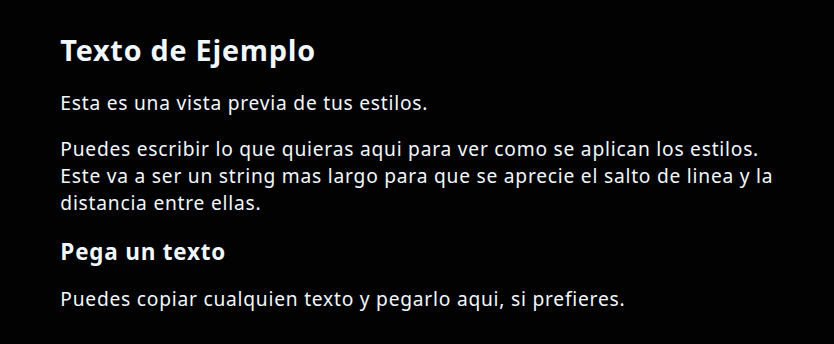 Texto de Ejemplo
Esta es una vista previa de tus estilos.
Puedes escribir lo que quieras aqui para ver como se aplican los estilos.
Este va a ser un string mas largo para que se aprecie el salto de linea y la
distancia entre ellas.
Pega un texto
Puedes copiar cualquien texto y pegarlo aqui, si prefieres.